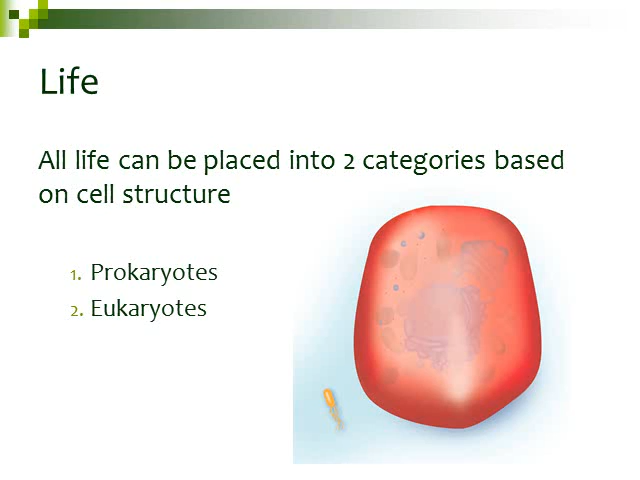 Life
All life can be placed into 2 categories based
on cell structure
1. Prokaryotes
2. Eukaryotes